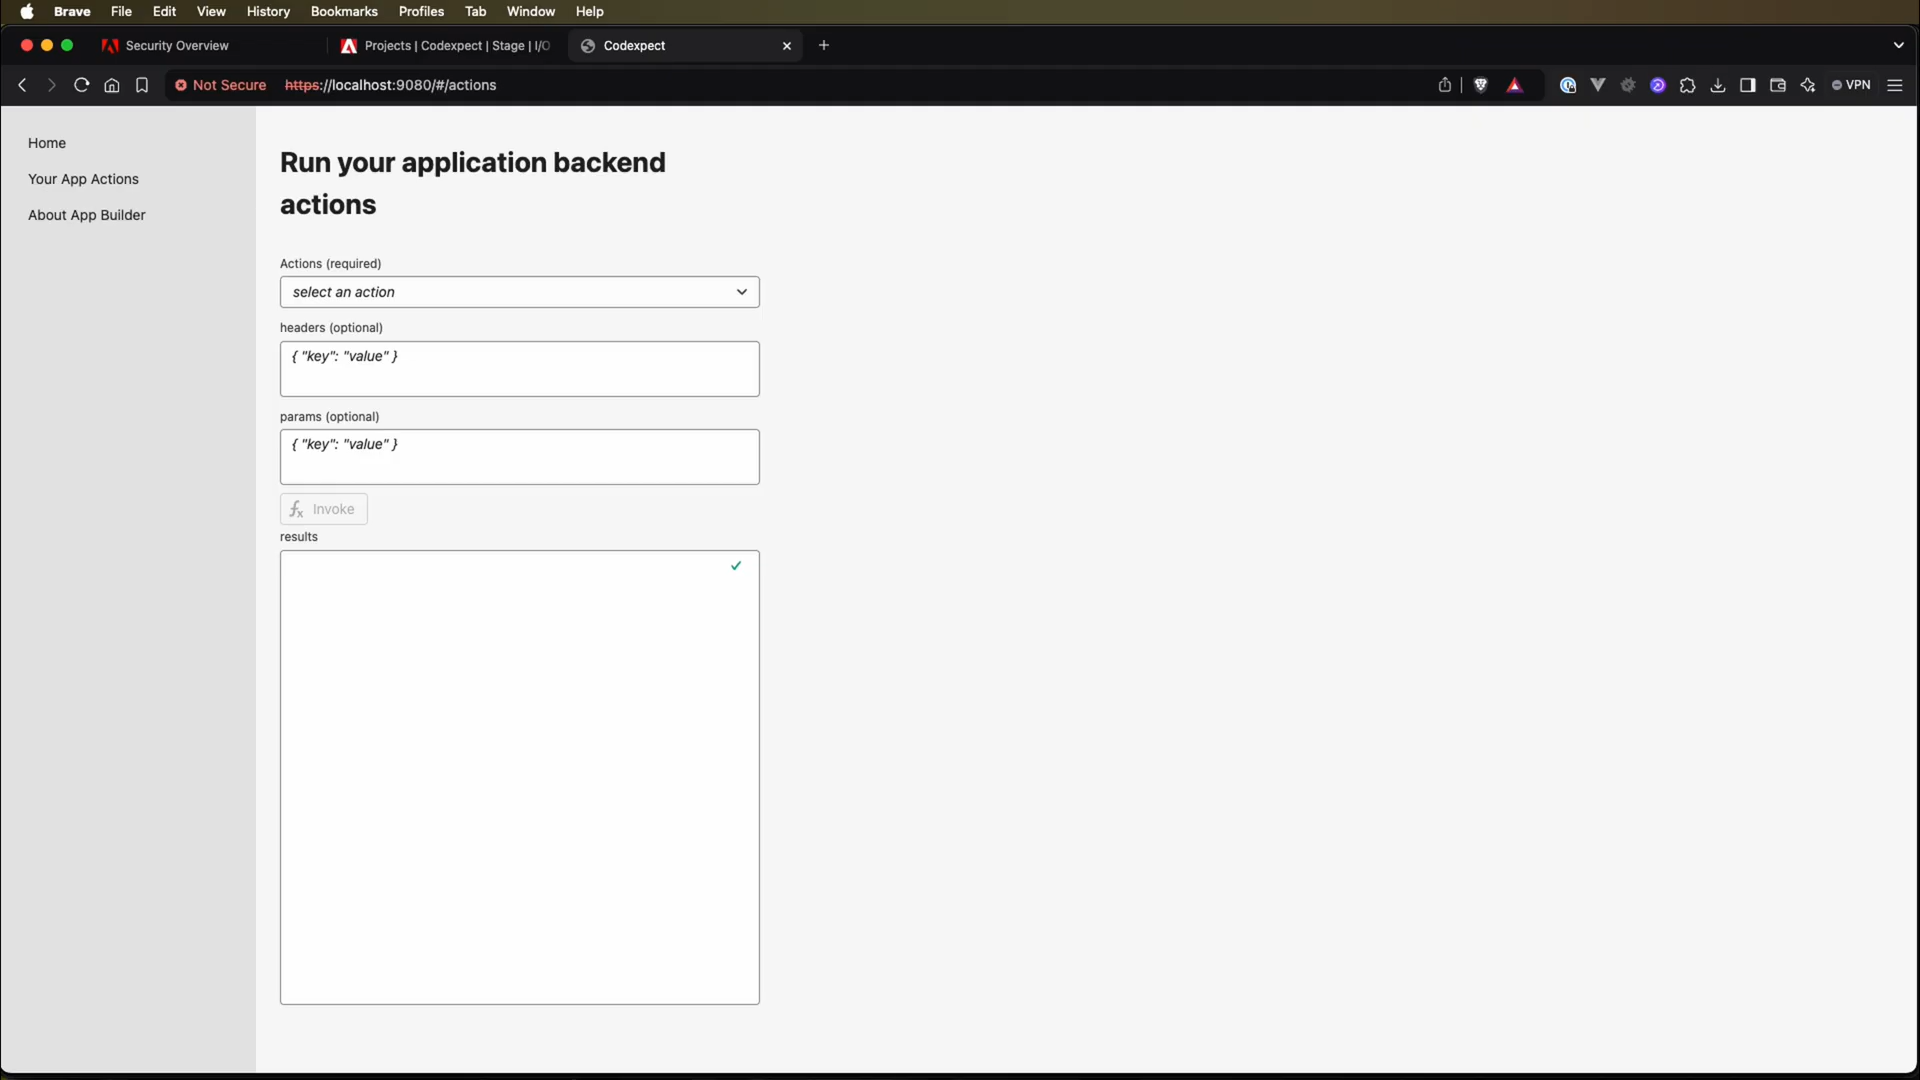 Brave File Edit View History Bookmarks Profiles Tab Window Help
Security Overview
Projects | Codexpect | Stage | I/O
Codexpect
Not Secure https://localhost:9080/#/actions
VPN
Home
Your App Actions
About App Builder
Run your application backend
actions
Actions (required)
select an action
headers (optional)
{ "key": "value" }
params (optional)
{ "key": "value" }
fx Invoke
results